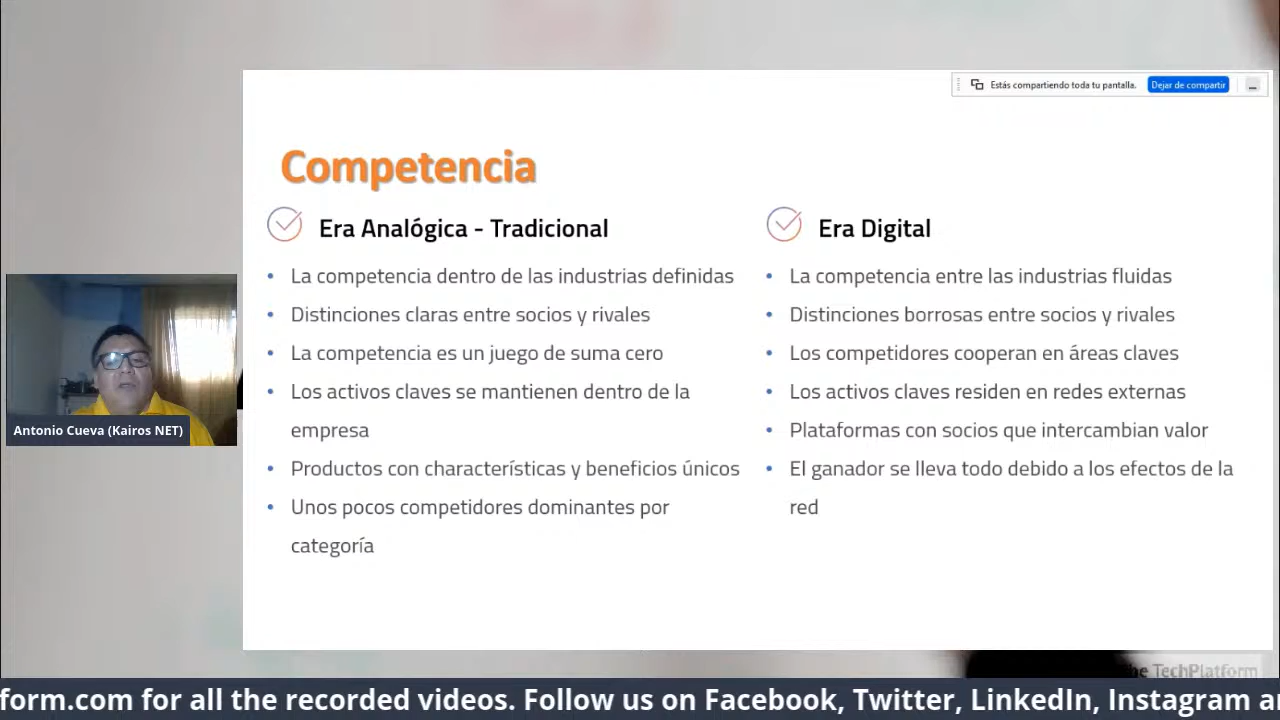 Estás compartiendo toda tu pantalla.
Dejar de compartir
Competencia
Era Analógica - Tradicional
La competencia dentro de las industrias definidas
Distinciones claras entre socios y rivales
La competencia es un juego de suma cero
Los activos claves se mantienen dentro de la
empresa
Productos con characterísticas y beneficios únicos
Unos pocos competidores dominantes por
categoría
Era Digital
La competencia entre las industrias fluidas
Distinciones borrosas entre socios y rivales
Los competidores cooperan en áreas claves
Los activos claves residen en redes externas
Plataformas con socios que intercambian valor
El ganador se lleva todo debido a los efectos de la
red
Antonio Cueva (Kairos NET)
The TechPlatform
form.com for all the recorded videos. Follow us on Facebook, Twitter, LinkedIn, Instagram a